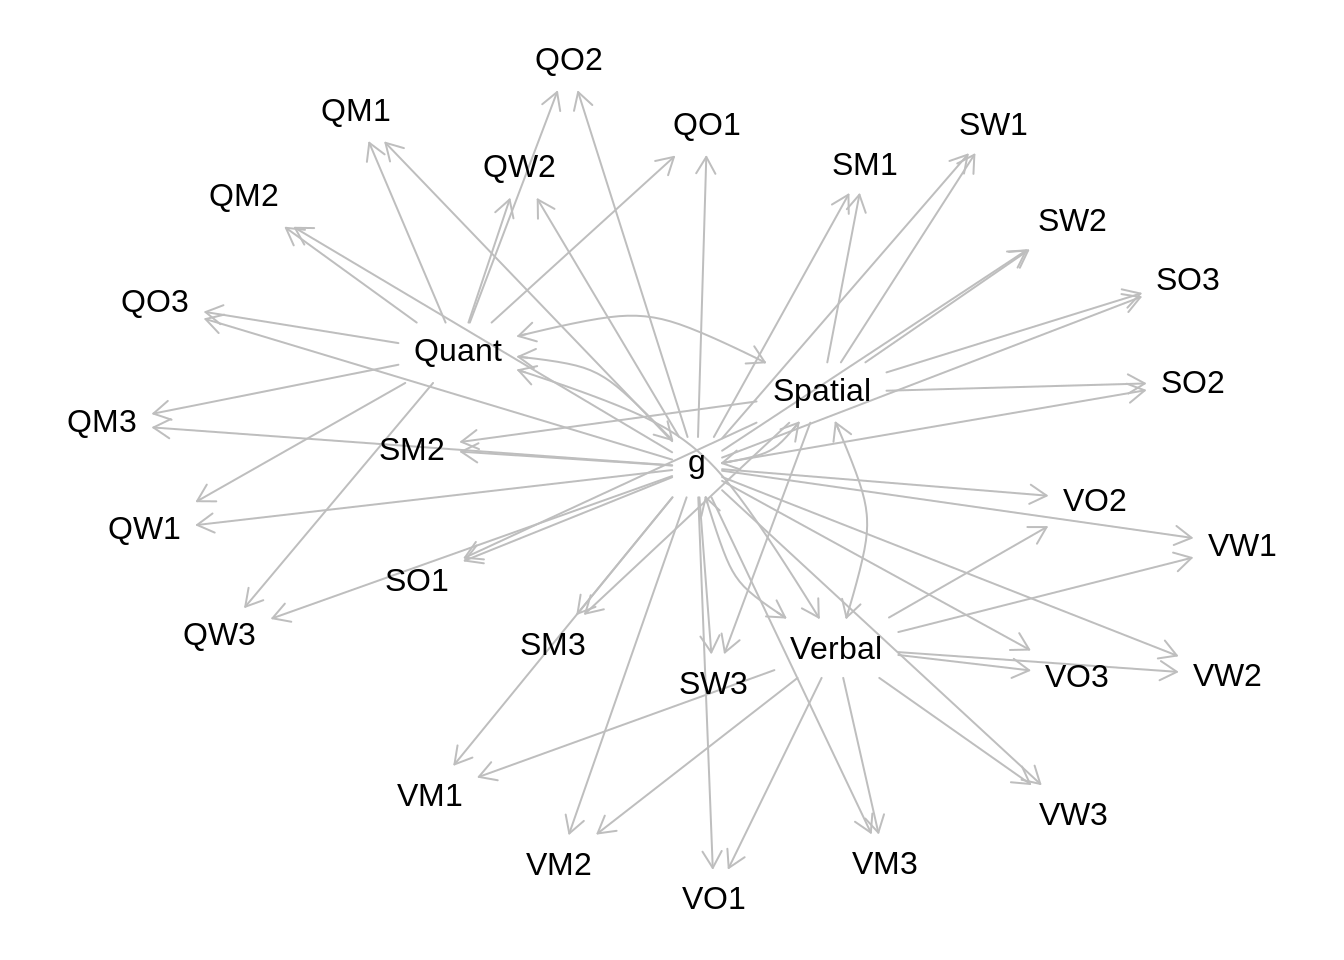 QO2
QM1
QO1
SW1
QW2
SM1
QM2
SW2
SO3
QO3
Quant
Spatial
SO2
QM3
SM2
g
VO2
QW1
VW1
SO1
QW3
SM3
Verbal
SW3
VO3
VW2
VM1
VW3
VM2
VM3
VO1